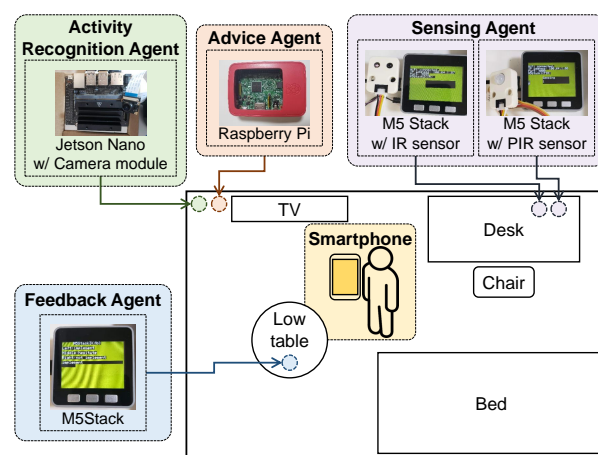 Activity
Recognition Agent
Jetson Nano
w/ Camera module
Advice Agent
Raspberry Pi
Sensing Agent
M5 Stack
w/ IR sensor
M5 Stack
w/ PIR sensor
TV
Desk
Smartphone
Chair
Feedback Agent
M5Stack
Low
table
Bed